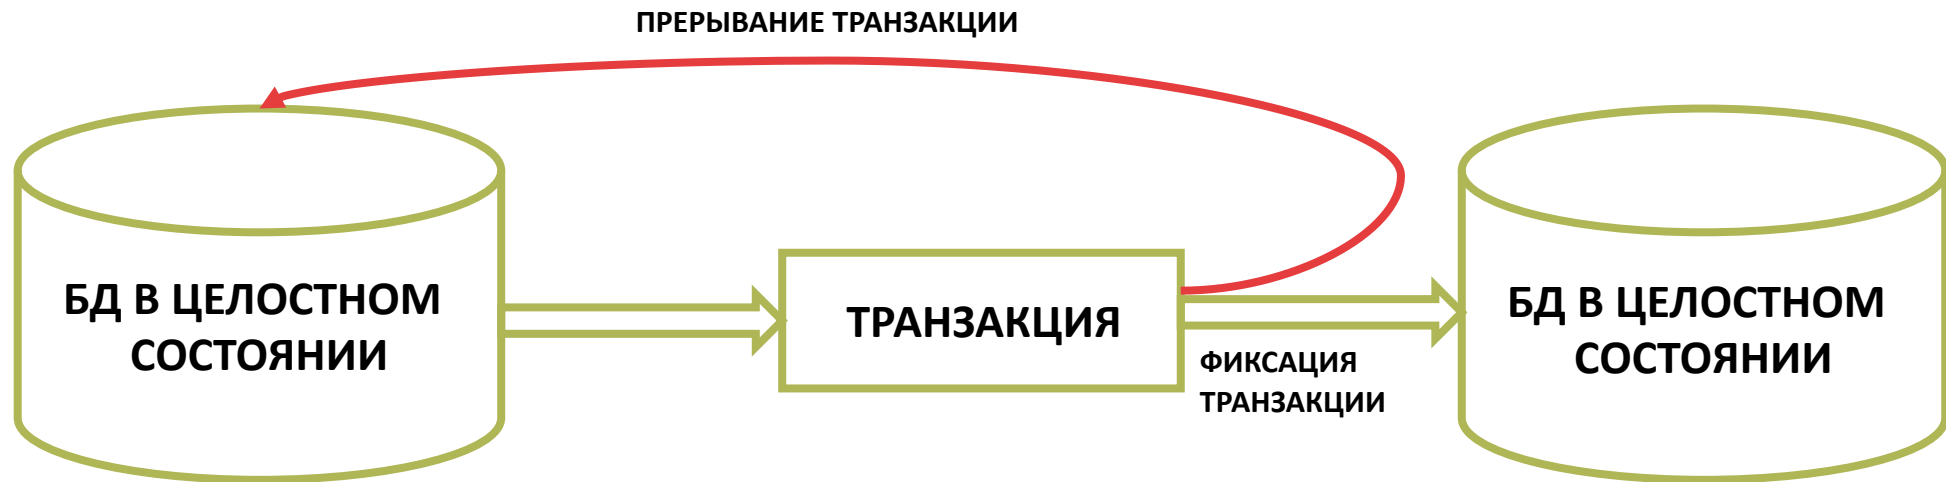 ПРЕРЫВАНИЕ ТРАНЗАКЦИИ
БД В ЦЕЛОСТНОМ
СОСТОЯНИИ
ТРАНЗАКЦИЯ
ФИКСАЦИЯ
ТРАНЗАКЦИИ
БД В ЦЕЛОСТНОМ
СОСТОЯНИИ